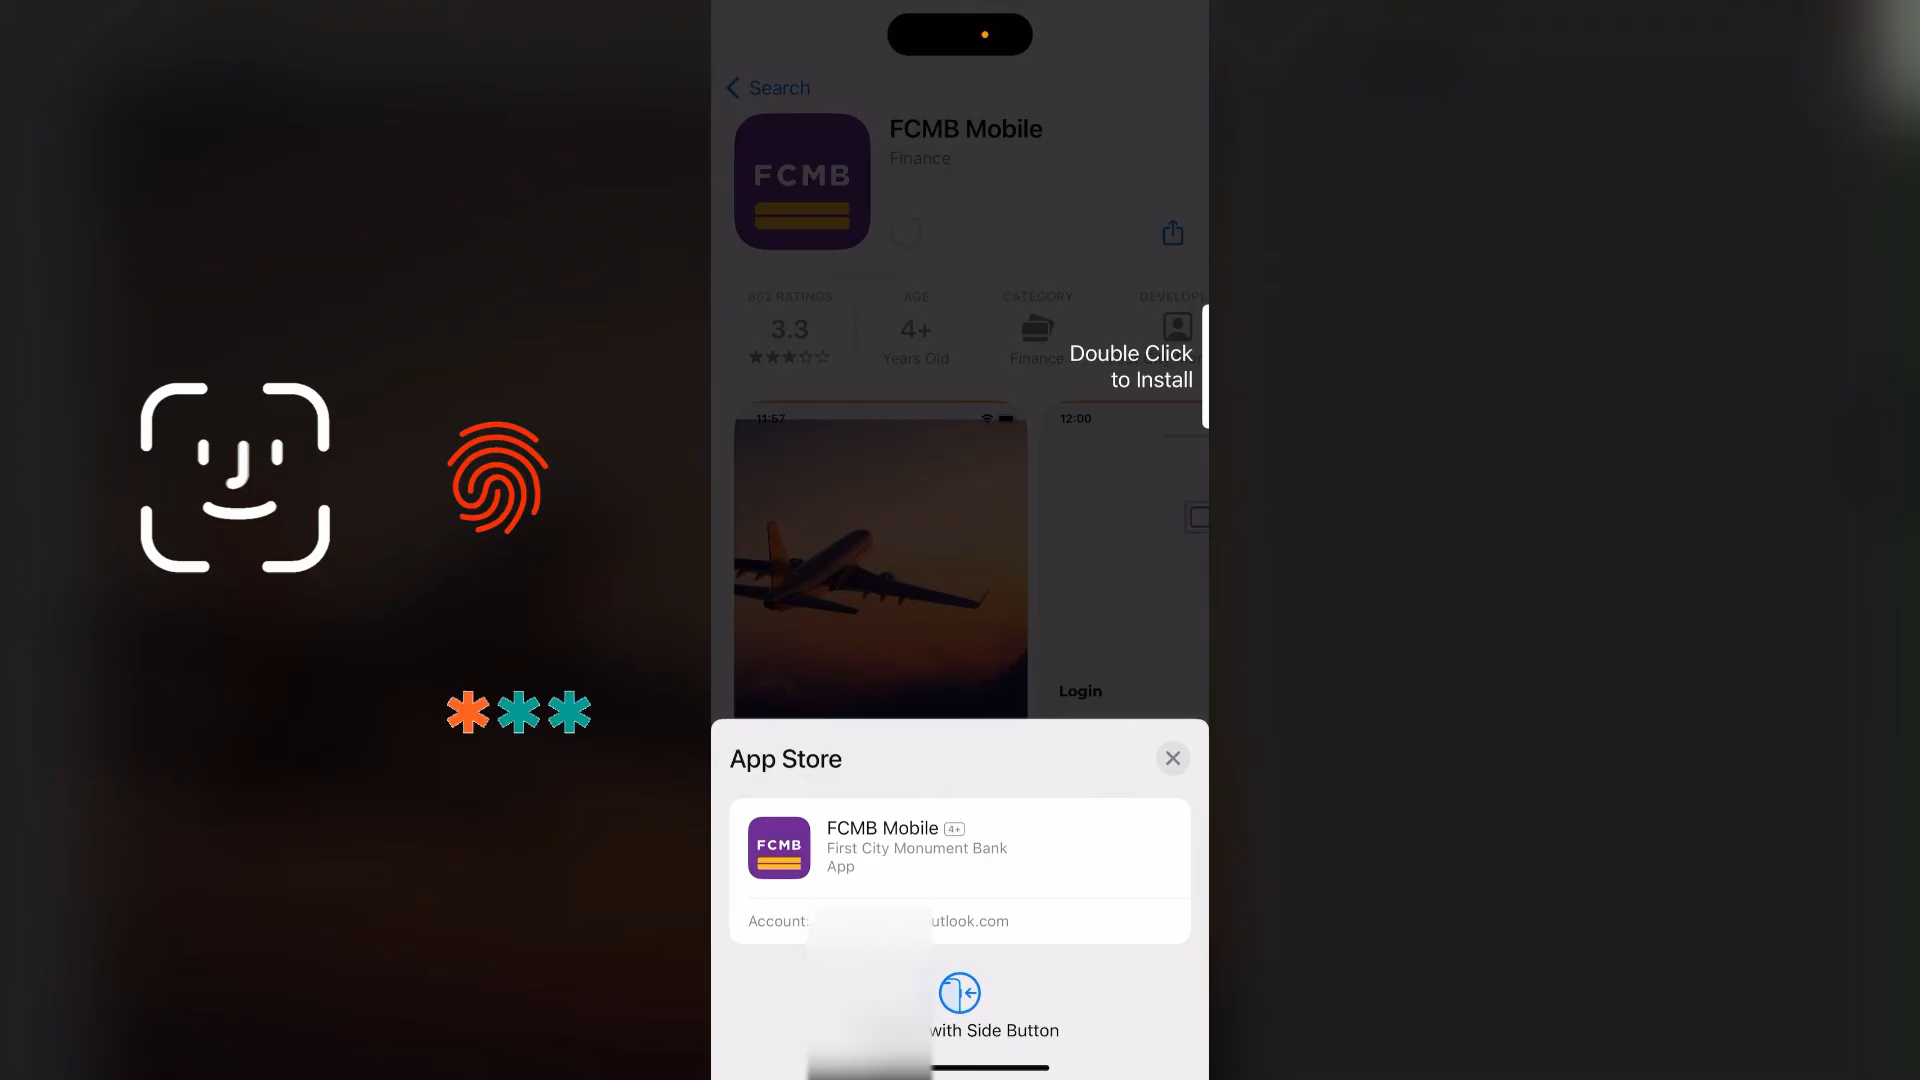 Search
FCMB Mobile
Finance
FCMB
852 RATINGS
3.3
AGE
4+
Years Old
CATEGORY
Finance
DEVELOPE
Double Click
to Install
11:57
12:00
Login
App Store
FCMB
FCMB Mobile 4+
First City Monument Bank
App
Account: utlook.com
with Side Button
***